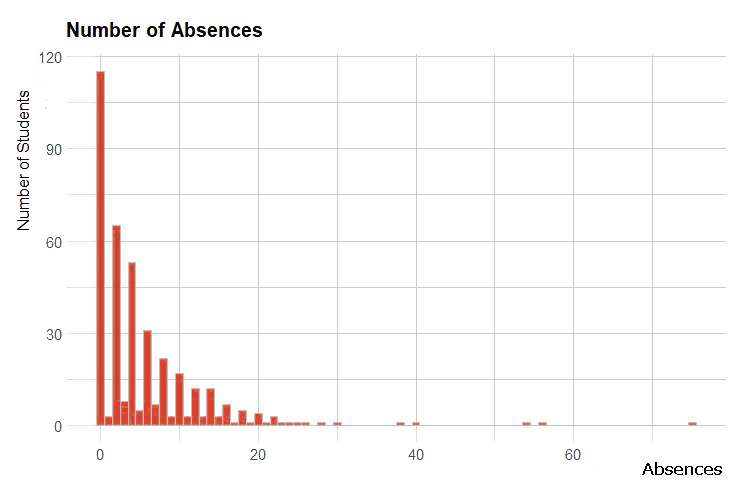 Number of Absences
120
90
60
30
0
Number of Students
0 20 40 60
Absences